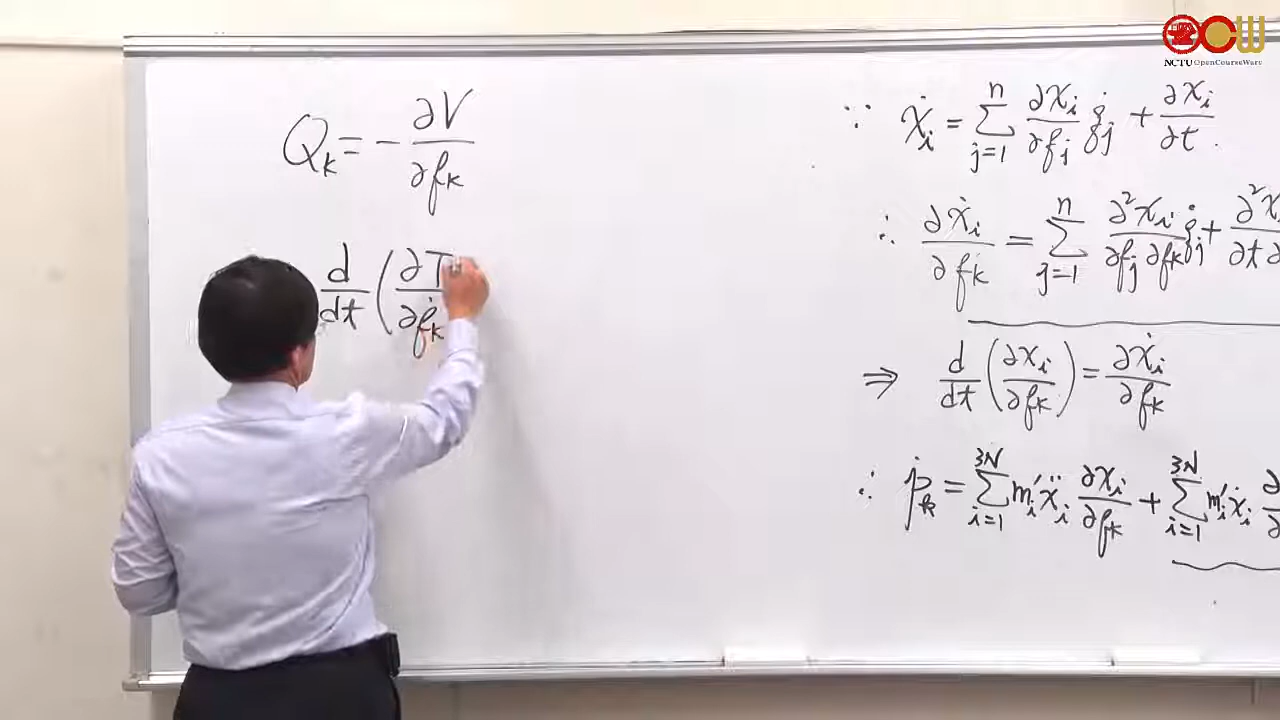 NCTU OpenCourseWare
Q_k = - ∂V/∂q_k
d/dt (∂T/∂q̇_k
∵ ẋ_i = Σ_{j=1}^{n} ∂x_i/∂q_j q̇_j + ∂x_i/∂t .
∴ ∂ẋ_i/∂q_k = Σ_{j=1}^{n} ∂²x_i/∂q_j∂q_k q̇_j + ∂²x_i/∂t∂
⇒ d/dt (∂x_i/∂q_k) = ∂ẋ_i/∂q_k
∴ ṗ_k = Σ_{i=1}^{3N} m_i' ẍ_i ∂x_i/∂q_k + Σ_{i=1}^{3N} m_i' ẋ_i ∂